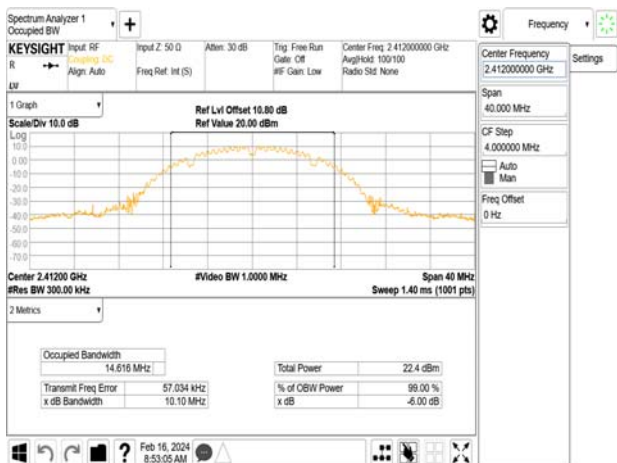 Spectrum Analyzer 1
Occupied BW
Frequency
KEYSIGHT
R
LW
Input: RF
Coupling: DC
Align: Auto
Input Z: 50 Ω
Freq Ref: Int (S)
Atten: 30 dB
Trig: Free Run
Gate: Off
#IF Gain: Low
Center Freq: 2.412000000 GHz
Avg|Hold: 100/100
Radio Std: None
Center Frequency
2.412000000 GHz
Settings
Span
40.000 MHz
CF Step
4.000000 MHz
Auto
Man
Freq Offset
0 Hz
1 Graph
Scale/Div 10.0 dB
Ref Lvl Offset 10.80 dB
Ref Value 20.00 dBm
Log
10.0
0.00
-10.0
-20.0
-30.0
-40.0
-50.0
-60.0
-70.0
Center 2.41200 GHz
#Res BW 300.00 kHz
#Video BW 1.0000 MHz
Span 40 MHz
Sweep 1.40 ms (1001 pts)
2 Metrics
Occupied Bandwidth
14.616 MHz
Total Power 22.4 dBm
Transmit Freq Error 57.034 kHz
% of OBW Power 99.00 %
x dB Bandwidth 10.10 MHz
x dB -6.00 dB
?
Feb 16, 2024
8:53:05 AM